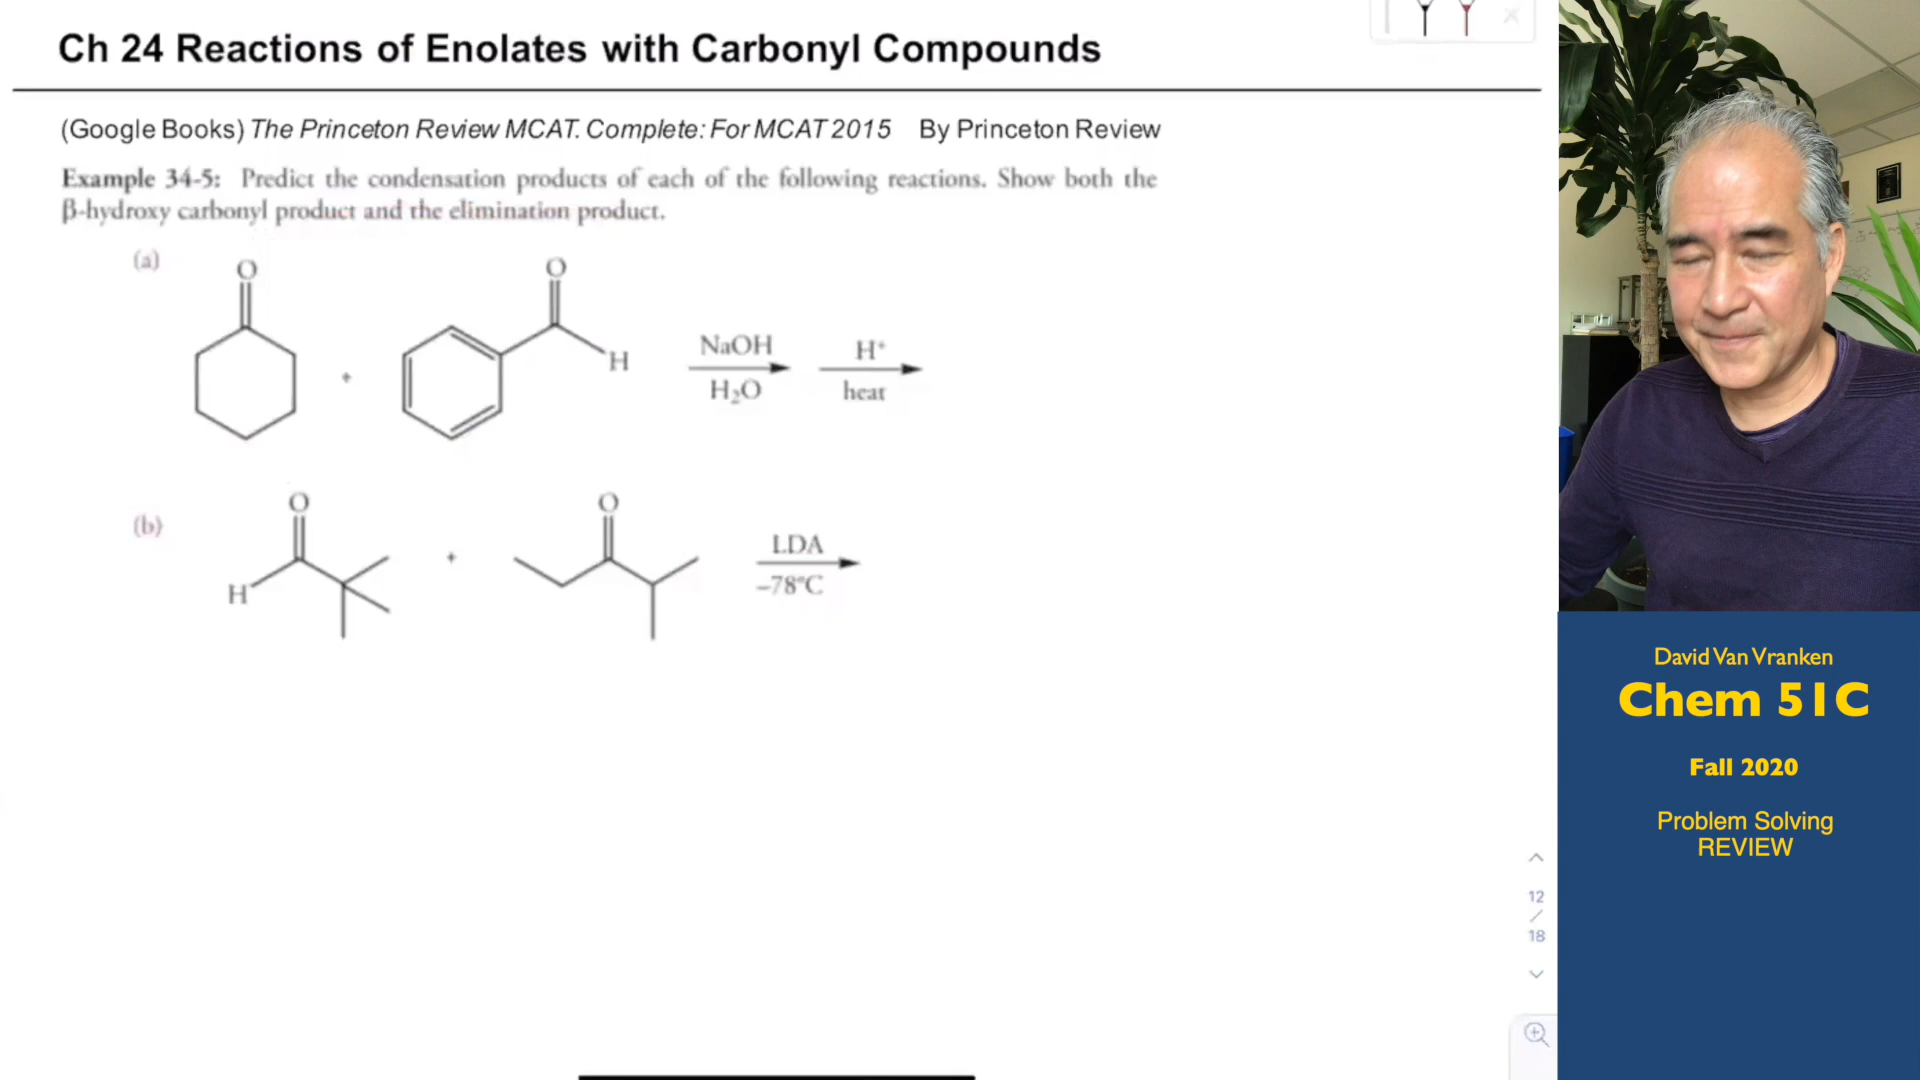 Ch 24 Reactions of Enolates with Carbonyl Compounds
(Google Books) The Princeton Review MCAT. Complete: For MCAT 2015 By Princeton Review
Example 34-5: Predict the condensation products of each of the following reactions. Show both the
β-hydroxy carbonyl product and the elimination product.
(a)
O
O
H
+
NaOH
H₂O
H⁺
heat
(b)
O
H
+
O
LDA
–78°C
12
/
18
David Van Vranken
Chem 51C
Fall 2020
Problem Solving
REVIEW